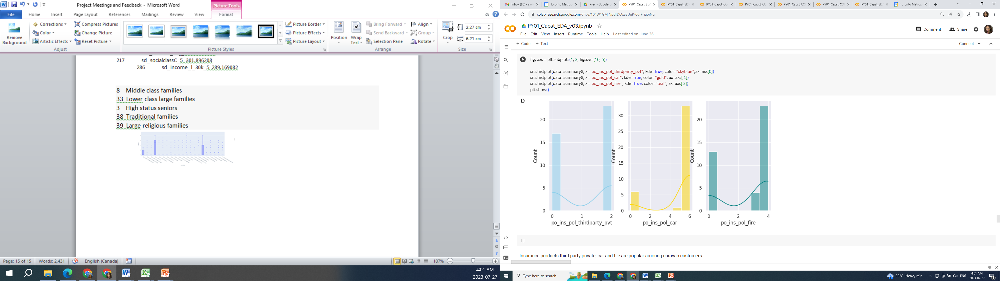 Project Meetings and Feedback - Microsoft Word
Picture Tools
File Home Insert Page Layout References Mailings Review View Format
Remove Background
Corrections
Color
Artistic Effects
Compress Pictures
Change Picture
Reset Picture
Adjust
Picture Styles
Picture Border
Picture Effects
Picture Layout
Position
Wrap Text
Bring Forward
Send Backward
Selection Pane
Align
Group
Rotate
Arrange
Crop
2.27 cm
6.21 cm
Size
217 sd_socialclassC_5 301.896208
286 sd_income_l_30k_5 289.169082
8 Middle class families
33 Lower class large families
3 High status seniors
38 Traditional families
39 Large religious families
Page: 15 of 15 Words: 2,431 English (Canada) 107%
4:01 AM
2023-07-27
Inbox (86) - swi Toronto Metrop Prev - Google D PY01_Capst_ED PY01_Capst_ED PY01_Capst_CO PY01_Capst_CO PY01_Capst_CO PY01_Capst_CO PY01_Capst_ED Toronto Metrop
colab.research.google.com/drive/104W1GMjNpdfDOxaatJeP-0urF_jaoiNq
CO PY01_Capst_EDA_v03.ipynb
Comment Share
File Edit View Insert Runtime Tools Help Last edited on June 26
+ Code + Text Connect
fig, axs = plt.subplots(1, 3, figsize=(10, 5))
sns.histplot(data=summary8, x="po_ins_pol_thirdparty_pvt", kde=True, color="skyblue",ax=axs[0])
sns.histplot(data=summary8, x="po_ins_pol_car", kde=True, color="gold", ax=axs[ 1])
sns.histplot(data=summary8, x="po_ins_pol_fire", kde=True, color="teal", ax=axs[ 2])
plt.show()
Count
20
15
10
5
0
0 1 2
po_ins_pol_thirdparty_pvt
Count
30
25
20
15
10
5
0
0 2 4 6
po_ins_pol_car
Count
20
15
10
5
0
0 2 4
po_ins_pol_fire
[ ]
Insurance products third party private, car and file are popular amoung caravan customers.
Type here to search
22°C Heavy rain
ENG
4:01 AM
2023-07-27